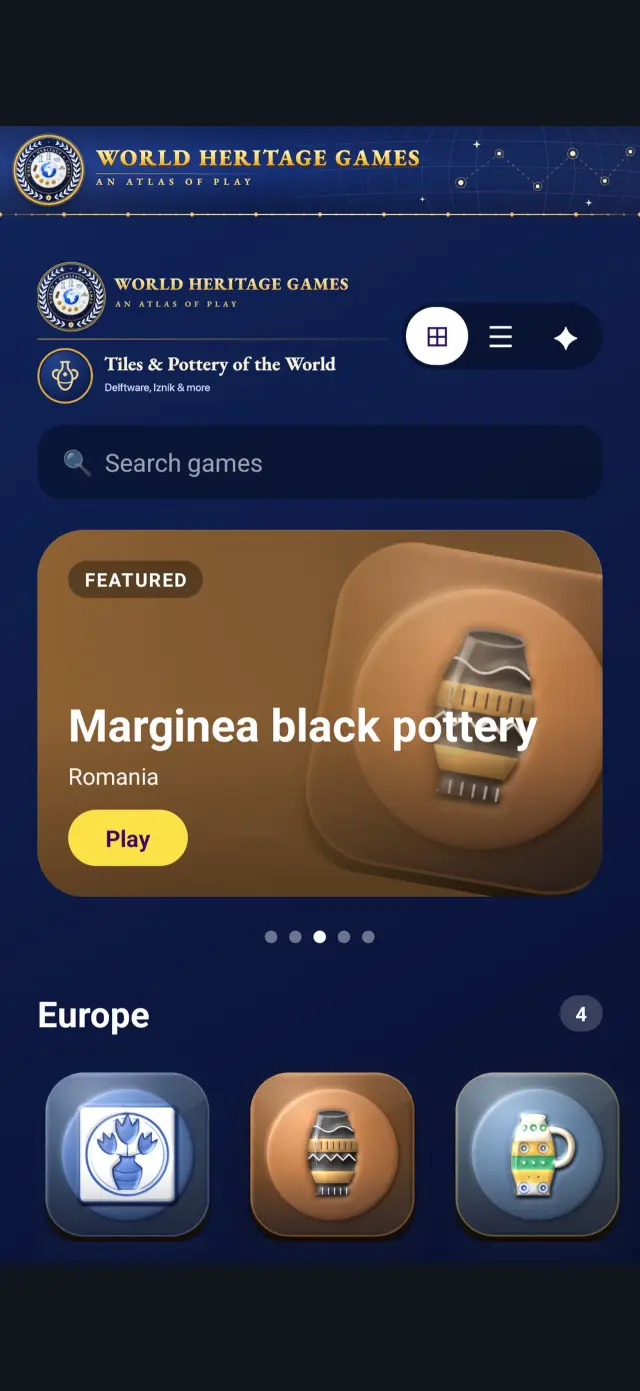 WORLD HERITAGE GAMES
AN ATLAS OF PLAY
WORLD HERITAGE GAMES
AN ATLAS OF PLAY
Tiles & Pottery of the World
Delftware, Iznik & more
Search games
FEATURED
Marginea black pottery
Romania
Play
Europe
4